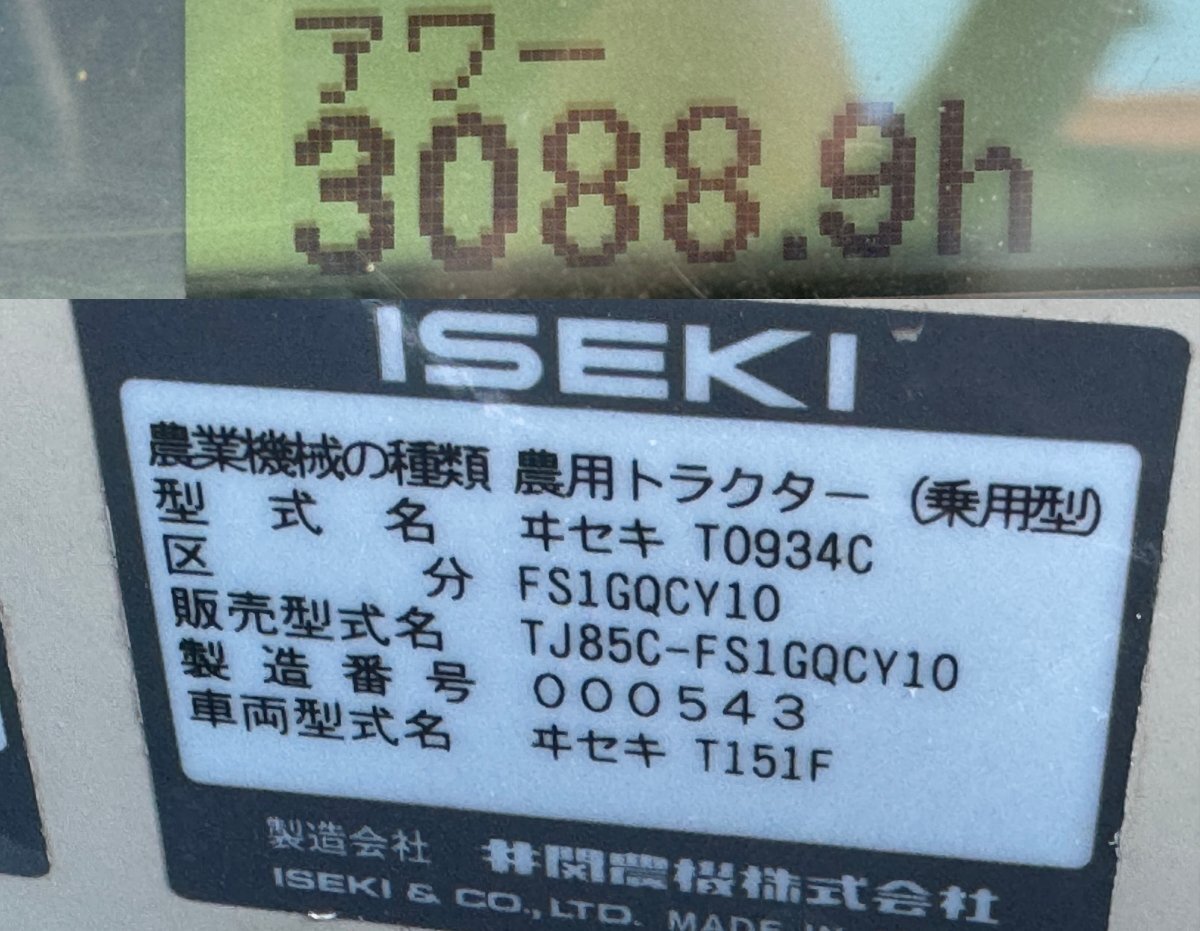 アワー
3088.9h
ISEKI
農業機械の種類 農用トラクター (乗用型)
型式名 ヰセキ T0934C
区分 FS1GQCY10
販売型式名 TJ85C-FS1GQCY10
製造番号 000543
車両型式名 ヰセキ T151F
製造会社 井関農機株式会社
ISEKI & CO.,LTD. MADE IN